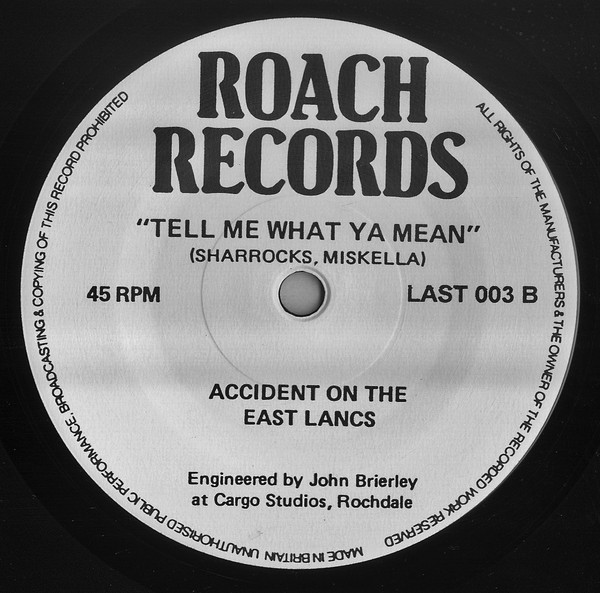 ROACH
RECORDS
"TELL ME WHAT YA MEAN"
(SHARROCKS, MISKELLA)
45 RPM
LAST 003 B
ACCIDENT ON THE
EAST LANCS
Engineered by John Brierley
at Cargo Studios, Rochdale
ALL RIGHTS OF THE MANUFACTURERS & THE OWNER OF THE RECORDED WORK RESERVED
MADE IN BRITAIN UNAUTHORISED PUBLIC PERFORMANCE, BROADCASTING & COPYING OF THIS RECORD PROHIBITED